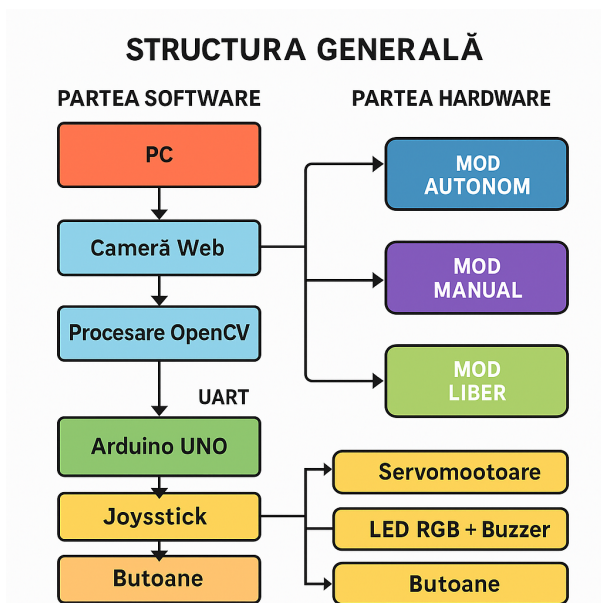 STRUCTURA GENERALĂ
PARTEA SOFTWARE
PARTEA HARDWARE
PC
Cameră Web
Procesare OpenCV
UART
Arduino UNO
Joysstick
Butoane
MOD
AUTONOM
MOD
MANUAL
MOD
LIBER
Servomootoare
LED RGB + Buzzer
Butoane